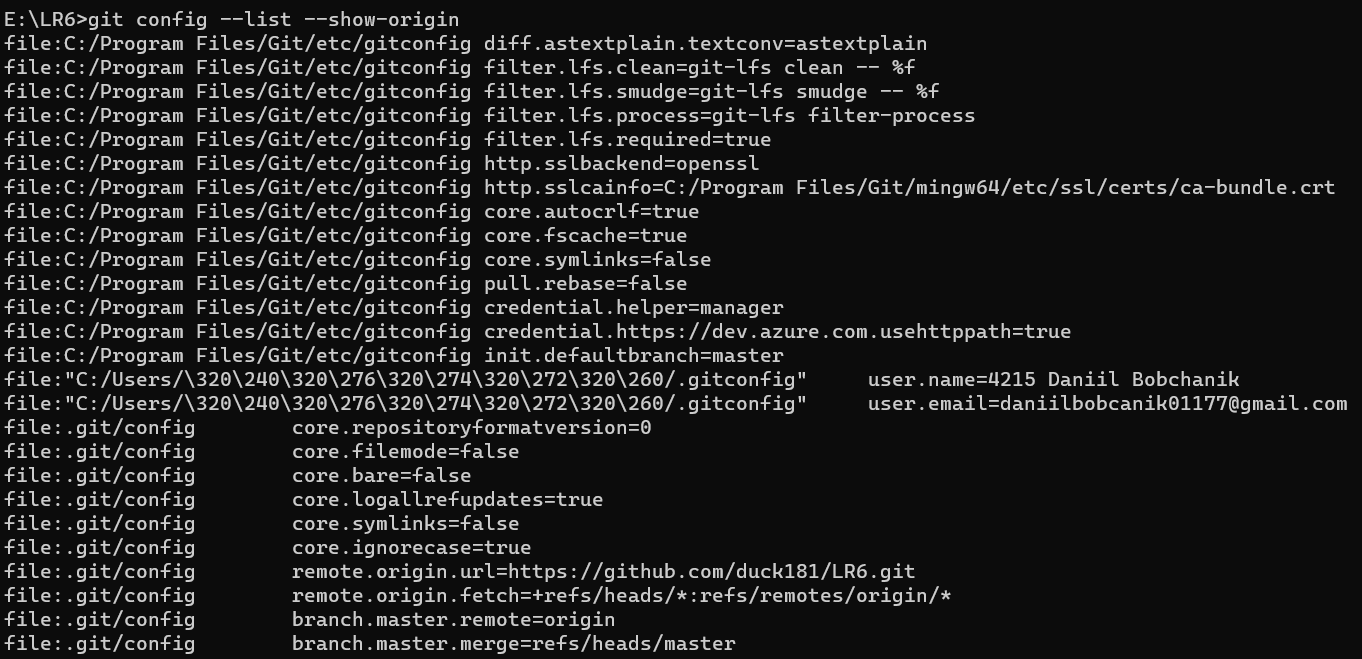 E:\LR6>git config --list --show-origin
file:C:/Program Files/Git/etc/gitconfig diff.astextplain.textconv=astextplain
file:C:/Program Files/Git/etc/gitconfig filter.lfs.clean=git-lfs clean -- %f
file:C:/Program Files/Git/etc/gitconfig filter.lfs.smudge=git-lfs smudge -- %f
file:C:/Program Files/Git/etc/gitconfig filter.lfs.process=git-lfs filter-process
file:C:/Program Files/Git/etc/gitconfig filter.lfs.required=true
file:C:/Program Files/Git/etc/gitconfig http.sslbackend=openssl
file:C:/Program Files/Git/etc/gitconfig http.sslcainfo=C:/Program Files/Git/mingw64/etc/ssl/certs/ca-bundle.crt
file:C:/Program Files/Git/etc/gitconfig core.autocrlf=true
file:C:/Program Files/Git/etc/gitconfig core.fscache=true
file:C:/Program Files/Git/etc/gitconfig core.symlinks=false
file:C:/Program Files/Git/etc/gitconfig pull.rebase=false
file:C:/Program Files/Git/etc/gitconfig credential.helper=manager
file:C:/Program Files/Git/etc/gitconfig credential.https://dev.azure.com.usehttppath=true
file:C:/Program Files/Git/etc/gitconfig init.defaultbranch=master
file:"C:/Users/\320\240\320\276\320\274\320\272\320\260/.gitconfig"     user.name=4215 Daniil Bobchanik
file:"C:/Users/\320\240\320\276\320\274\320\272\320\260/.gitconfig"     user.email=daniilbobcanik01177@gmail.com
file:.git/config        core.repositoryformatversion=0
file:.git/config        core.filemode=false
file:.git/config        core.bare=false
file:.git/config        core.logallrefupdates=true
file:.git/config        core.symlinks=false
file:.git/config        core.ignorecase=true
file:.git/config        remote.origin.url=https://github.com/duck181/LR6.git
file:.git/config        remote.origin.fetch=+refs/heads/*:refs/remotes/origin/*
file:.git/config        branch.master.remote=origin
file:.git/config        branch.master.merge=refs/heads/master